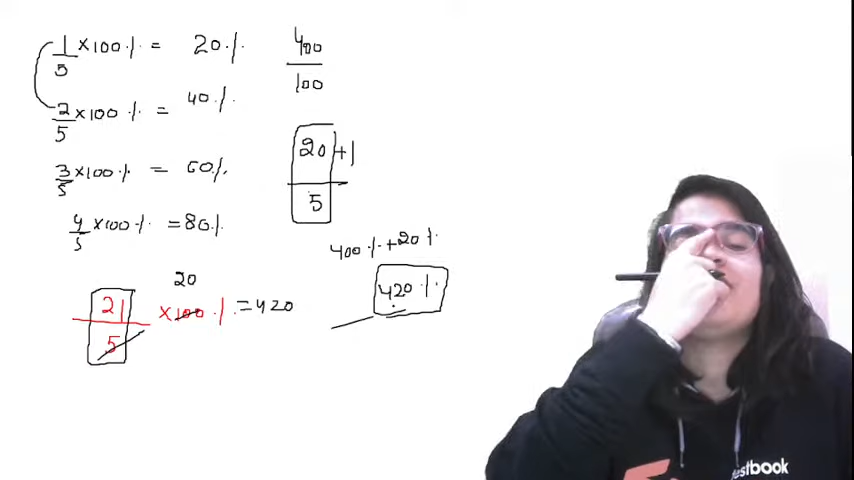 1/5 ×100% = 20%
2/5 ×100% = 40%
3/5 ×100% = 60%
4/5 ×100% = 80%
20
21/5 ×100% = 420
400/100
20+1/5
400%+20%
420%
testbook